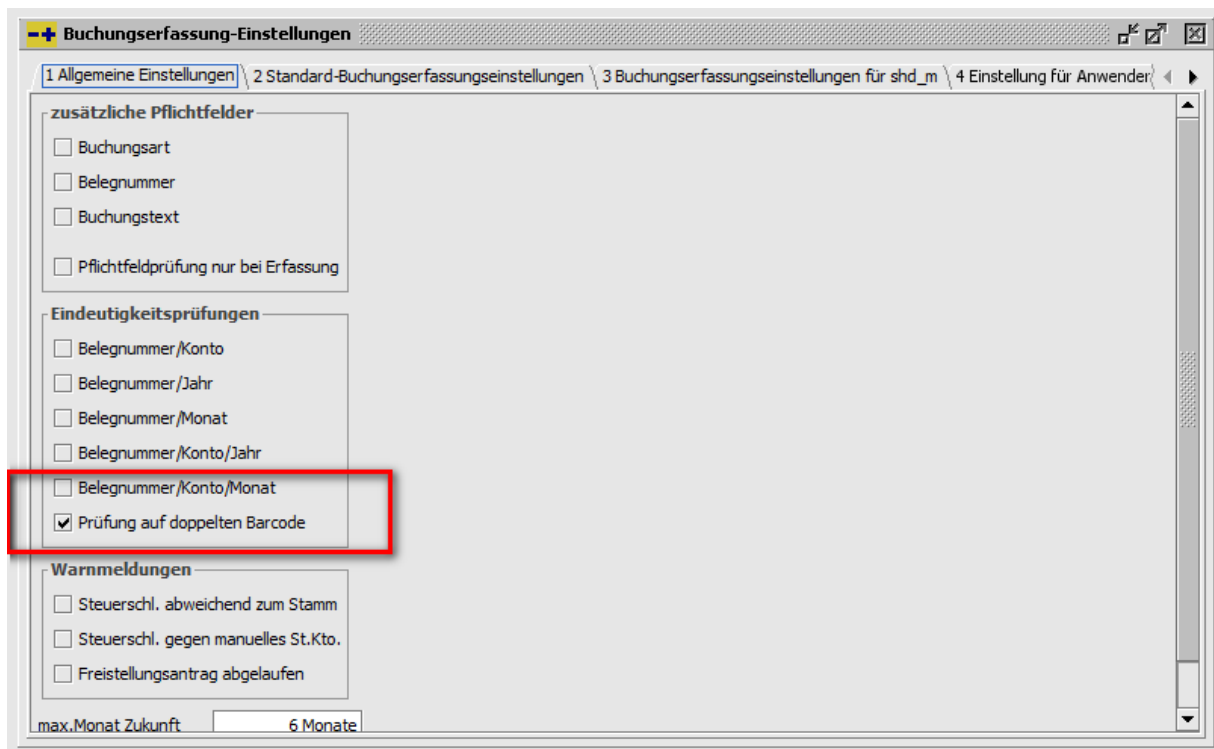 Buchungserfassung-Einstellungen
1 Allgemeine Einstellungen 2 Standard-Buchungserfassungseinstellungen 3 Buchungserfassungseinstellungen für shd_m 4 Einstellung für Anwender
zusätzliche Pflichtfelder
Buchungsart
Belegnummer
Buchungstext
Pflichtfeldprüfung nur bei Erfassung
Eindeutigkeitsprüfungen
Belegnummer/Konto
Belegnummer/Jahr
Belegnummer/Monat
Belegnummer/Konto/Jahr
Belegnummer/Konto/Monat
Prüfung auf doppelten Barcode
Warnmeldungen
Steuerschl. abweichend zum Stamm
Steuerschl. gegen manuelles St.Kto.
Freistellungsantrag abgelaufen
max.Monat Zukunft 6 Monate